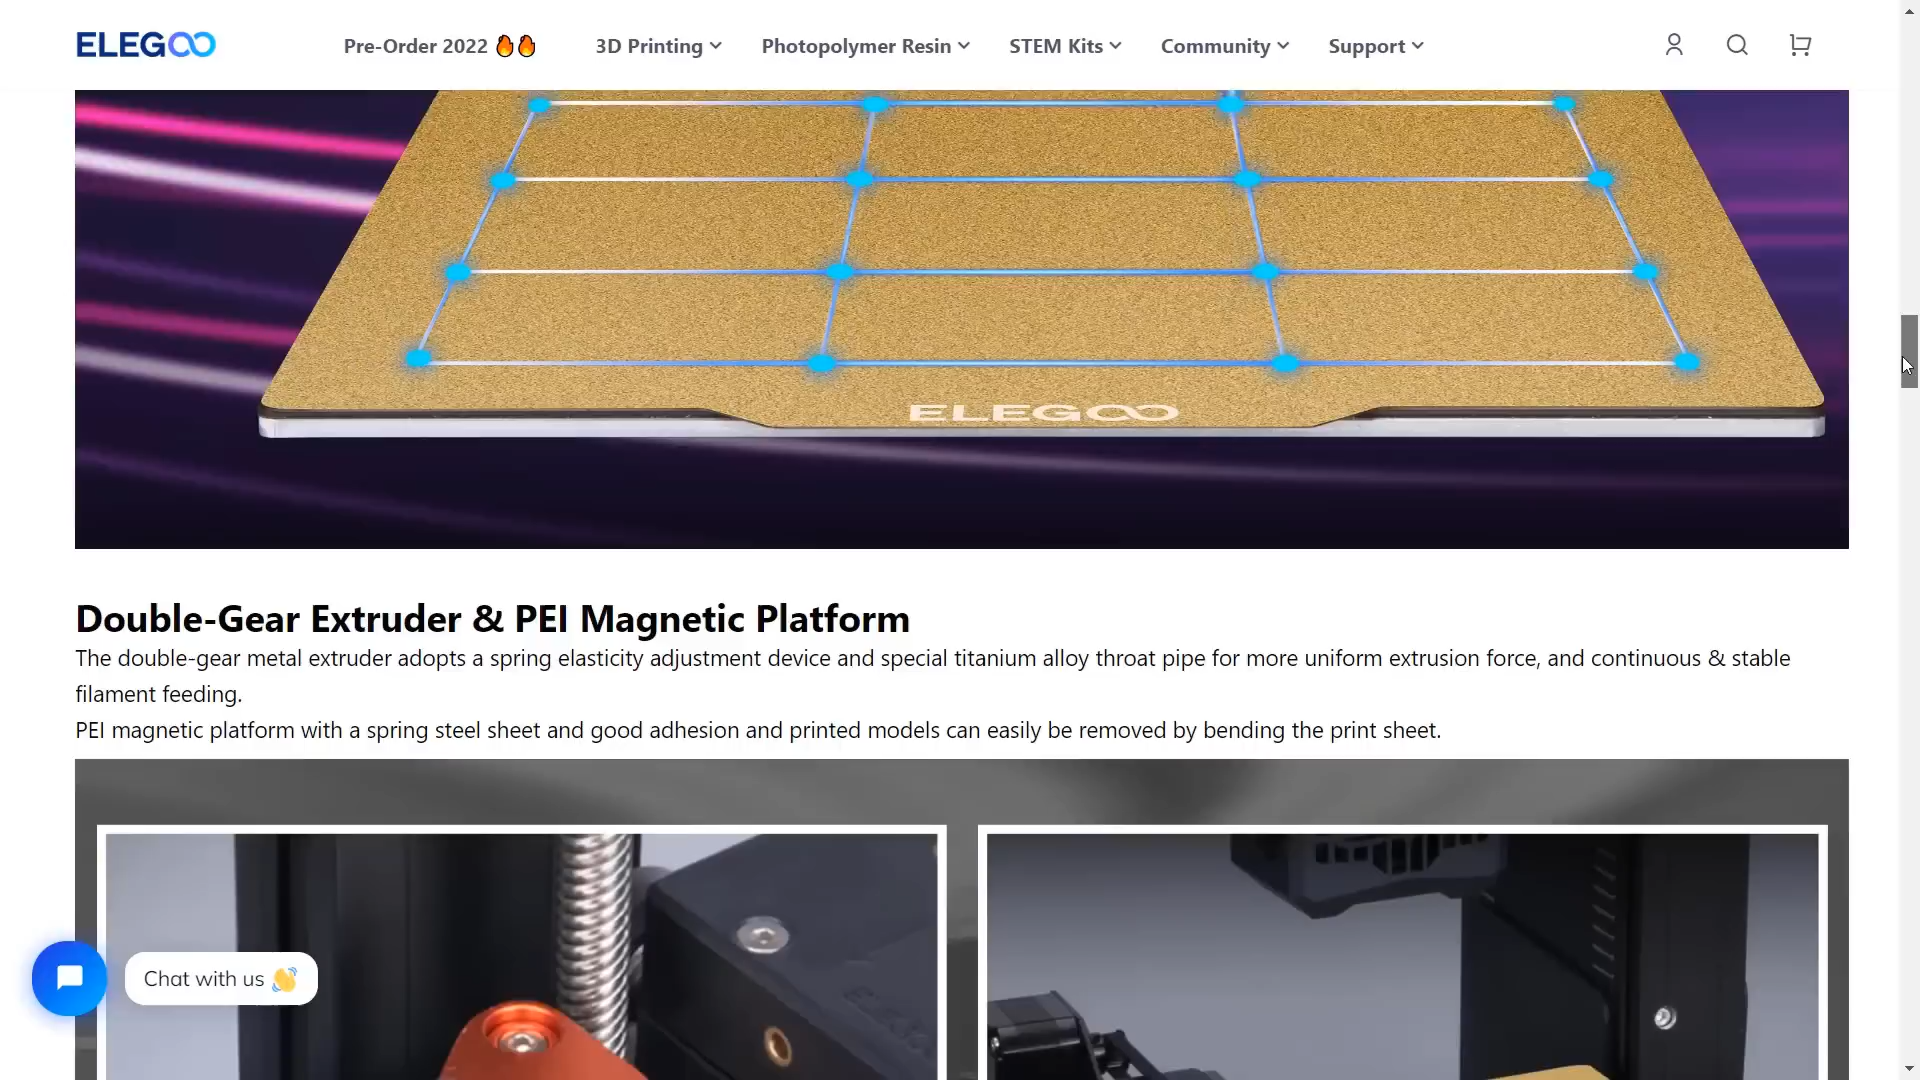 ELEGOO
Pre-Order 2022 🔥🔥
3D Printing
Photopolymer Resin
STEM Kits
Community
Support
ELEGOO
Double-Gear Extruder & PEI Magnetic Platform
The double-gear metal extruder adopts a spring elasticity adjustment device and special titanium alloy throat pipe for more uniform extrusion force, and continuous & stable
filament feeding.
PEI magnetic platform with a spring steel sheet and good adhesion and printed models can easily be removed by bending the print sheet.
Chat with us 👋